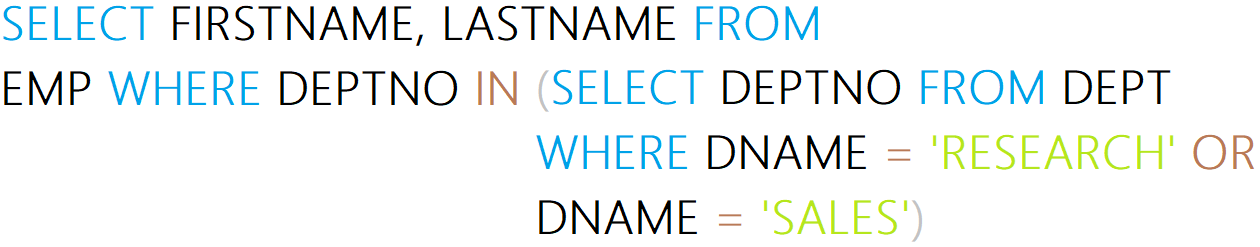 SELECT FIRSTNAME, LASTNAME FROM
EMP WHERE DEPTNO IN (SELECT DEPTNO FROM DEPT
WHERE DNAME = 'RESEARCH' OR
DNAME = 'SALES')